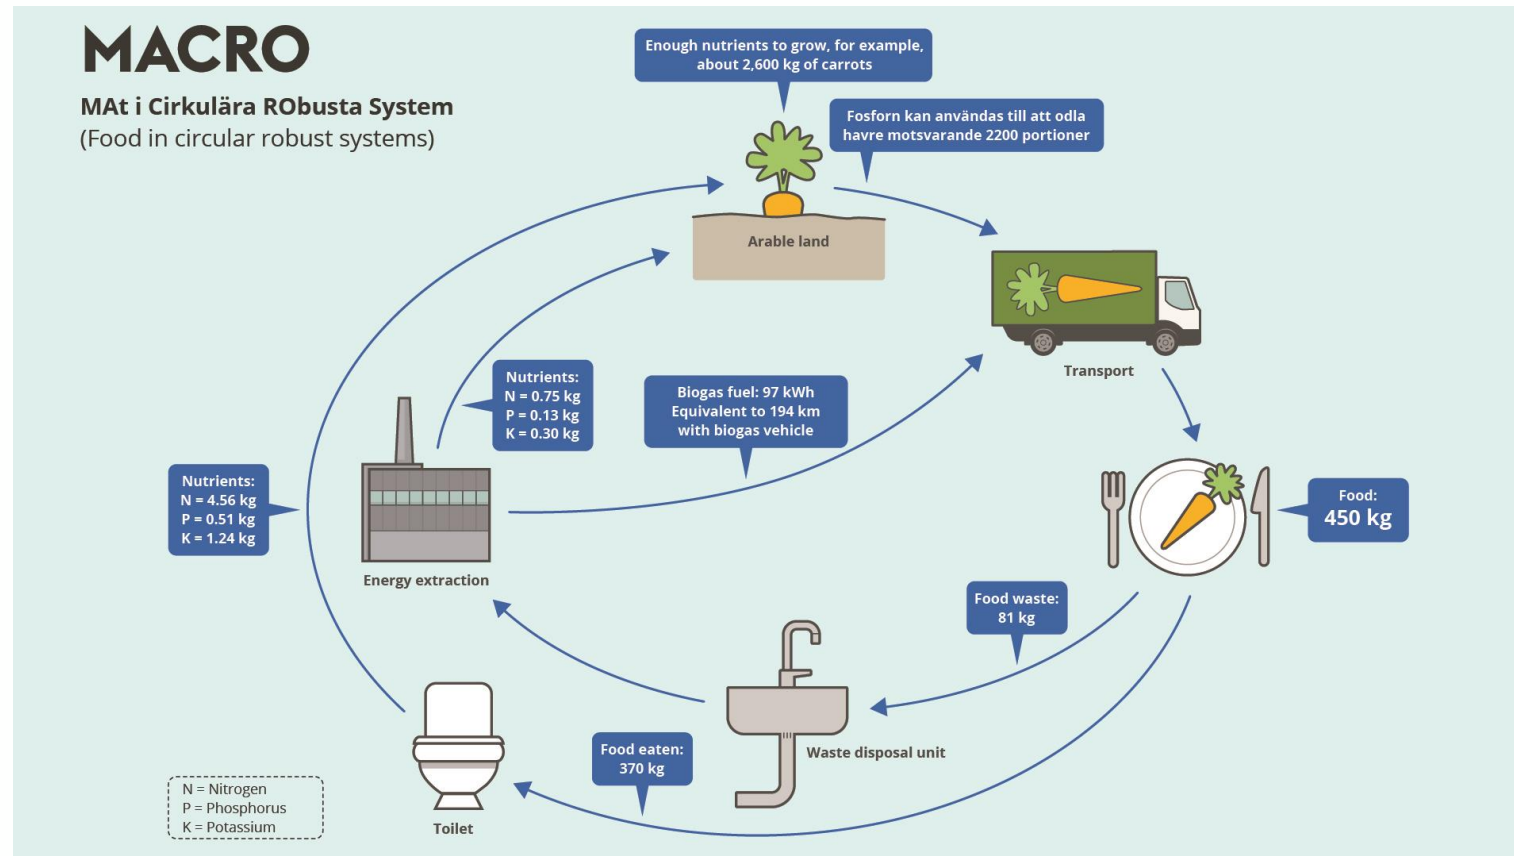 MACRO
MAt i Cirkulära RObusta System
(Food in circular robust systems)
Enough nutrients to grow, for example,
about 2,600 kg of carrots
Fosforn kan användas till att odla
havre motsvarande 2200 portioner
Arable land
Transport
Nutrients:
N = 0.75 kg
P = 0.13 kg
K = 0.30 kg
Biogas fuel: 97 kWh
Equivalent to 194 km
with biogas vehicle
Nutrients:
N = 4.56 kg
P = 0.51 kg
K = 1.24 kg
Food:
450 kg
Energy extraction
Food waste:
81 kg
Food eaten:
370 kg
Waste disposal unit
N = Nitrogen
P = Phosphorus
K = Potassium
Toilet